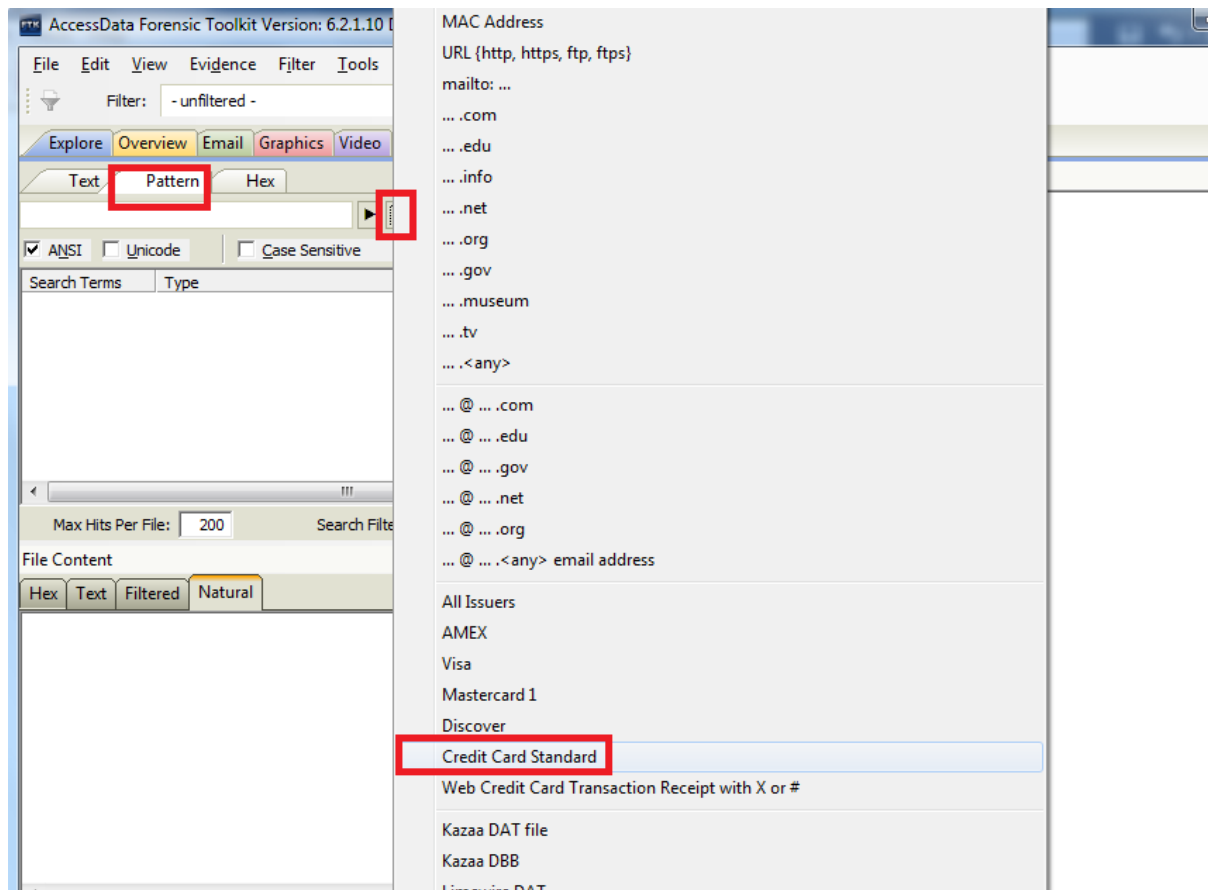 FTK AccessData Forensic Toolkit Version: 6.2.1.10
File Edit View Evidence Filter Tools
Filter: - unfiltered -
Explore Overview Email Graphics Video
Text Pattern Hex
ANSI Unicode Case Sensitive
Search Terms Type
Max Hits Per File: 200 Search
File Content
Hex Text Filtered Natural
MAC Address
URL {http, https, ftp, ftps}
mailto: ...
... .com
... .edu
... .info
... .net
... .org
... .gov
... .museum
... .tv
... .<any>
... @ ... .com
... @ ... .edu
... @ ... .gov
... @ ... .net
... @ ... .org
... @ ... .<any> email address
All Issuers
AMEX
Visa
Mastercard 1
Discover
Credit Card Standard
Web Credit Card Transaction Receipt with X or #
Kazaa DAT file
Kazaa DBB